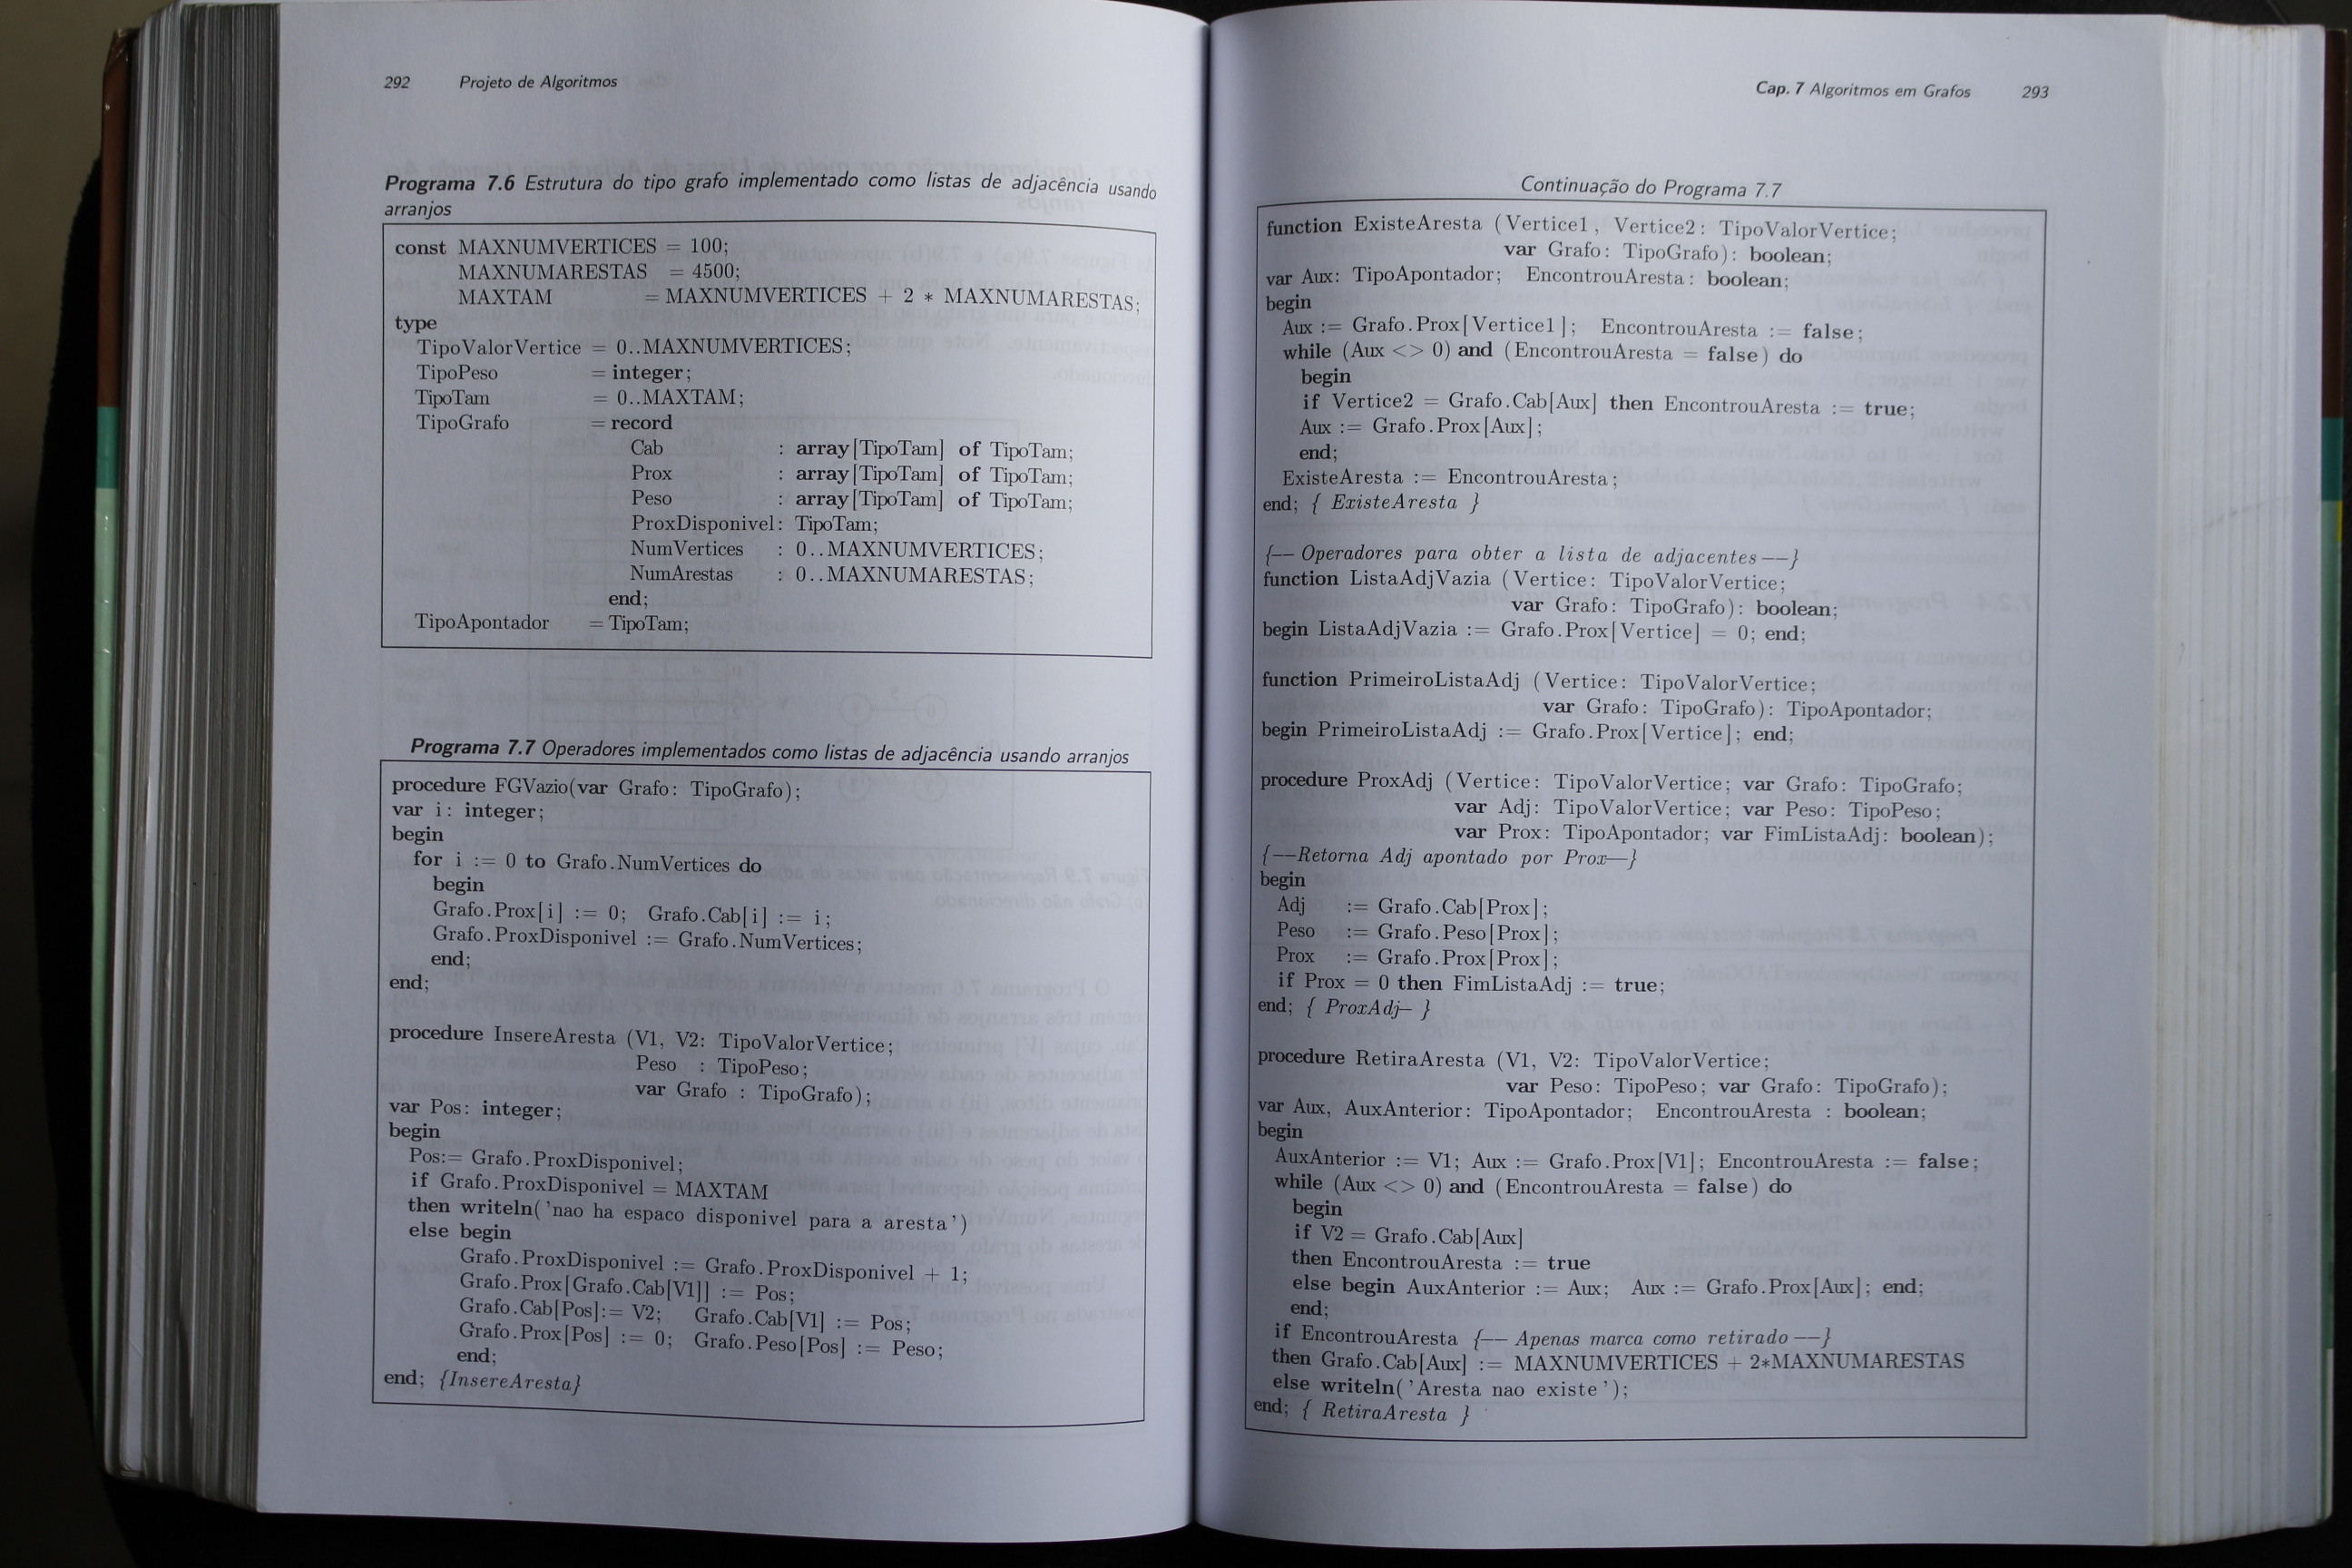 292 Projeto de Algoritmos
Programa 7.6 Estrutura do tipo grafo implementado como listas de adjacência usando
arranjos
const MAXNUMVERTICES = 100;
MAXNUMARESTAS = 4500;
MAXTAM = MAXNUMVERTICES + 2 * MAXNUMARESTAS;
type
TipoValorVertice = 0..MAXNUMVERTICES;
TipoPeso = integer;
TipoTam = 0..MAXTAM;
TipoGrafo = record
Cab : array[TipoTam] of TipoTam;
Prox : array[TipoTam] of TipoTam;
Peso : array[TipoTam] of TipoTam;
ProxDisponivel: TipoTam;
NumVertices : 0..MAXNUMVERTICES;
NumArestas : 0..MAXNUMARESTAS;
end;
TipoApontador = TipoTam;
Programa 7.7 Operadores implementados como listas de adjacência usando arranjos
procedure FGVazio(var Grafo: TipoGrafo);
var i: integer;
begin
for i := 0 to Grafo.NumVertices do
begin
Grafo.Prox[i] := 0; Grafo.Cab[i] := i;
Grafo.ProxDisponivel := Grafo.NumVertices;
end;
end;
procedure InsereAresta (V1, V2: TipoValorVertice;
Peso : TipoPeso;
var Grafo : TipoGrafo);
var Pos: integer;
begin
Pos:= Grafo.ProxDisponivel;
if Grafo.ProxDisponivel = MAXTAM
then writeln('nao ha espaco disponivel para a aresta')
else begin
Grafo.ProxDisponivel := Grafo.ProxDisponivel + 1;
Grafo.Prox[Grafo.Cab[V1]] := Pos;
Grafo.Cab[Pos]:= V2; Grafo.Cab[V1] := Pos;
Grafo.Prox[Pos] := 0; Grafo.Peso[Pos] := Peso;
end;
end; {InsereAresta}
Cap. 7 Algoritmos em Grafos 293
Continuação do Programa 7.7
function ExisteAresta (Vertice1, Vertice2: TipoValorVertice;
var Grafo: TipoGrafo): boolean;
var Aux: TipoApontador; EncontrouAresta: boolean;
begin
Aux := Grafo.Prox[Vertice1]; EncontrouAresta := false;
while (Aux <> 0) and (EncontrouAresta = false) do
begin
if Vertice2 = Grafo.Cab[Aux] then EncontrouAresta := true;
Aux := Grafo.Prox[Aux];
end;
ExisteAresta := EncontrouAresta;
end; { ExisteAresta }
{-- Operadores para obter a lista de adjacentes --}
function ListaAdjVazia (Vertice: TipoValorVertice;
var Grafo: TipoGrafo): boolean;
begin ListaAdjVazia := Grafo.Prox[Vertice] = 0; end;
function PrimeiroListaAdj (Vertice: TipoValorVertice;
var Grafo: TipoGrafo): TipoApontador;
begin PrimeiroListaAdj := Grafo.Prox[Vertice]; end;
procedure ProxAdj (Vertice: TipoValorVertice; var Grafo: TipoGrafo;
var Adj: TipoValorVertice; var Peso: TipoPeso;
var Prox: TipoApontador; var FimListaAdj: boolean);
{--Retorna Adj apontado por Prox--}
begin
Adj := Grafo.Cab[Prox];
Peso := Grafo.Peso[Prox];
Prox := Grafo.Prox[Prox];
if Prox = 0 then FimListaAdj := true;
end; { ProxAdj- }
procedure RetiraAresta (V1, V2: TipoValorVertice;
var Peso: TipoPeso; var Grafo: TipoGrafo);
var Aux, AuxAnterior: TipoApontador; EncontrouAresta : boolean;
begin
AuxAnterior := V1; Aux := Grafo.Prox[V1]; EncontrouAresta := false;
while (Aux <> 0) and (EncontrouAresta = false) do
begin
if V2 = Grafo.Cab[Aux]
then EncontrouAresta := true
else begin AuxAnterior := Aux; Aux := Grafo.Prox[Aux]; end;
end;
if EncontrouAresta {-- Apenas marca como retirado --}
then Grafo.Cab[Aux] := MAXNUMVERTICES + 2*MAXNUMARESTAS
else writeln('Aresta nao existe');
end; { RetiraAresta }